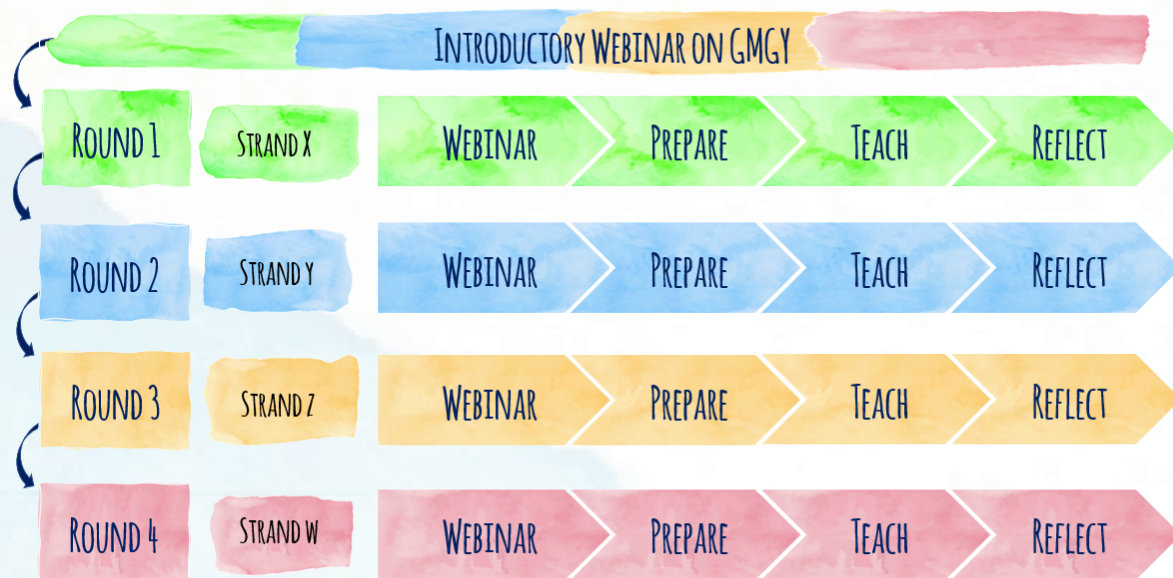 INTRODUCTORY WEBINAR ON GMGY
ROUND 1 STRAND X WEBINAR PREPARE TEACH REFLECT
ROUND 2 STRAND Y WEBINAR PREPARE TEACH REFLECT
ROUND 3 STRAND Z WEBINAR PREPARE TEACH REFLECT
ROUND 4 STRAND W WEBINAR PREPARE TEACH REFLECT